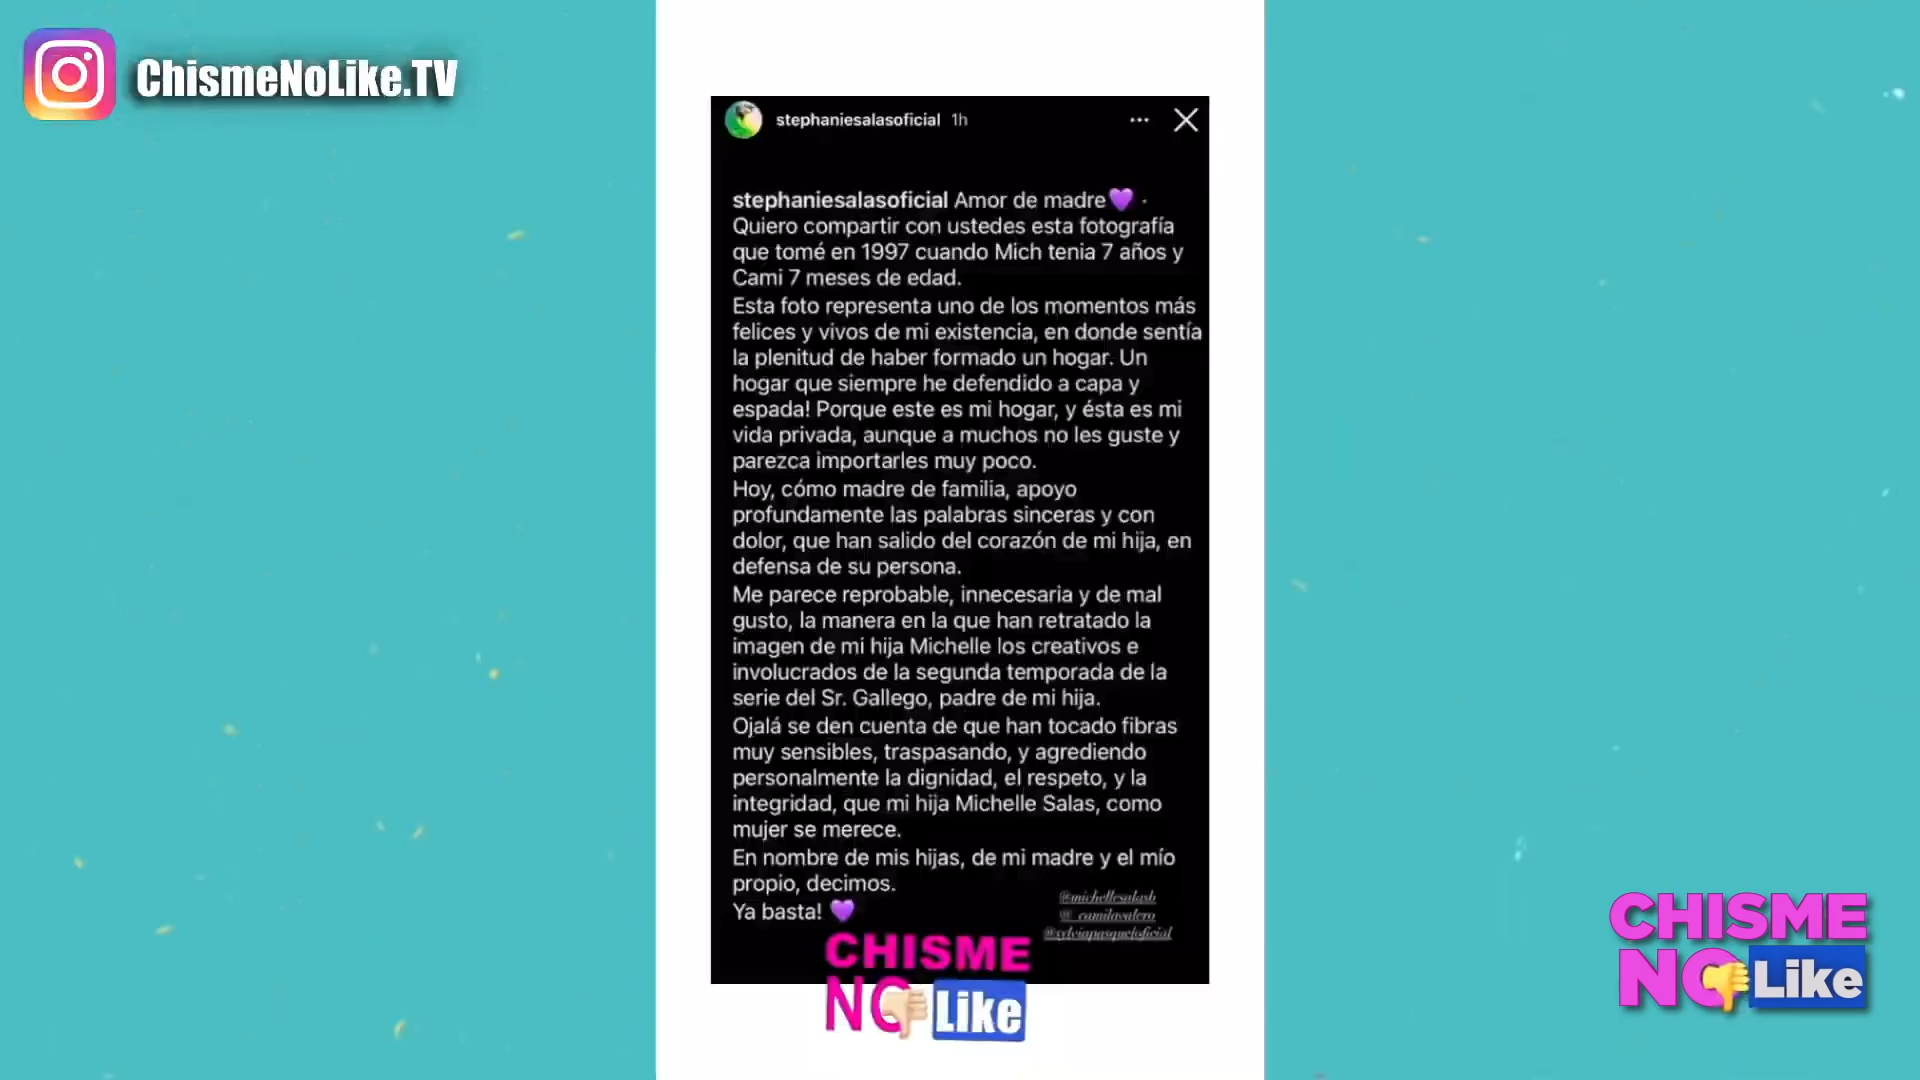 ChismeNoLike.TV
stephaniesalasoficial 1h
stephaniesalasoficial Amor de madre💜 ·
Quiero compartir con ustedes esta fotografía
que tomé en 1997 cuando Mich tenia 7 años y
Cami 7 meses de edad.
Esta foto representa uno de los momentos más
felices y vivos de mi existencia, en donde sentía
la plenitud de haber formado un hogar. Un
hogar que siempre he defendido a capa y
espada! Porque este es mi hogar, y ésta es mi
vida privada, aunque a muchos no les guste y
parezca importarles muy poco.
Hoy, cómo madre de familia, apoyo
profundamente las palabras sinceras y con
dolor, que han salido del corazón de mi hija, en
defensa de su persona.
Me parece reprobable, innecesaria y de mal
gusto, la manera en la que han retratado la
imagen de mi hija Michelle los creativos e
involucrados de la segunda temporada de la
serie del Sr. Gallego, padre de mi hija.
Ojalá se den cuenta de que han tocado fibras
muy sensibles, traspasando, y agrediendo
personalmente la dignidad, el respeto, y la
integridad, que mi hija Michelle Salas, como
mujer se merece.
En nombre de mis hijas, de mi madre y el mío
propio, decimos.
Ya basta! 💜
@michellesalasb
@_camilavalero
@sylviapasqueloficial
CHISME
NO Like
CHISME
NO Like